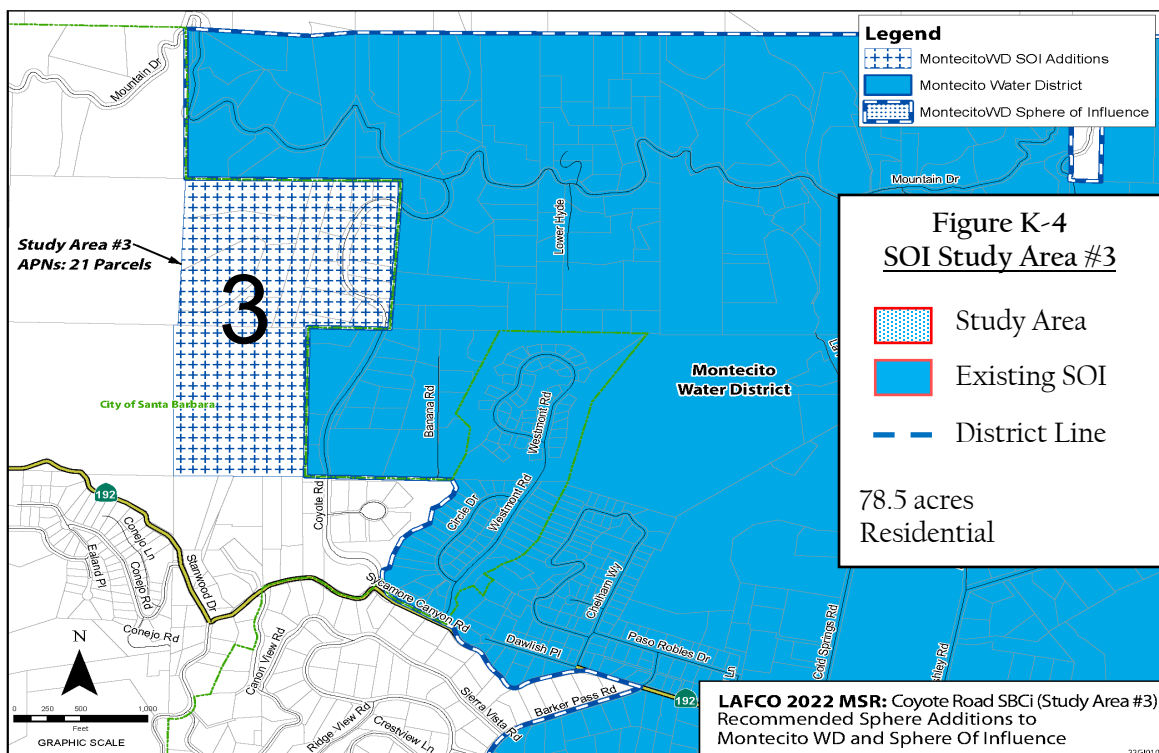 Legend
MontecitoWD SOI Additions
Montecito Water District
MontecitoWD Sphere of Influence
Mountain Dr
Mountain Dr
Lower Hyde
Study Area #3
APNs: 21 Parcels
3
Figure K-4
SOI Study Area #3
Study Area
Existing SOI
District Line
78.5 acres
Residential
Montecito
Water District
City of Santa Barbara
Banana Rd
Westmont Rd
192
Coyote Rd
Circle Dr
Westmont Rd
Conejo Ln
Ealand Pl
Conejo Rd
Stanwood Dr
Conejo Rd
Sycamore Canyon Rd
Chelham Wy
Canon View Rd
Dawlish Pl
Paso Robles Dr
Ln
Cold Springs Rd
hley Rd
Sierra Vista Rd
Barker Pass Rd
192
Ridge View Rd
Crestview Ln
N
0 250 500 1,000
Feet
GRAPHIC SCALE
LAFCO 2022 MSR: Coyote Road SBCi (Study Area #3)
Recommended Sphere Additions to
Montecito WD and Sphere Of Influence